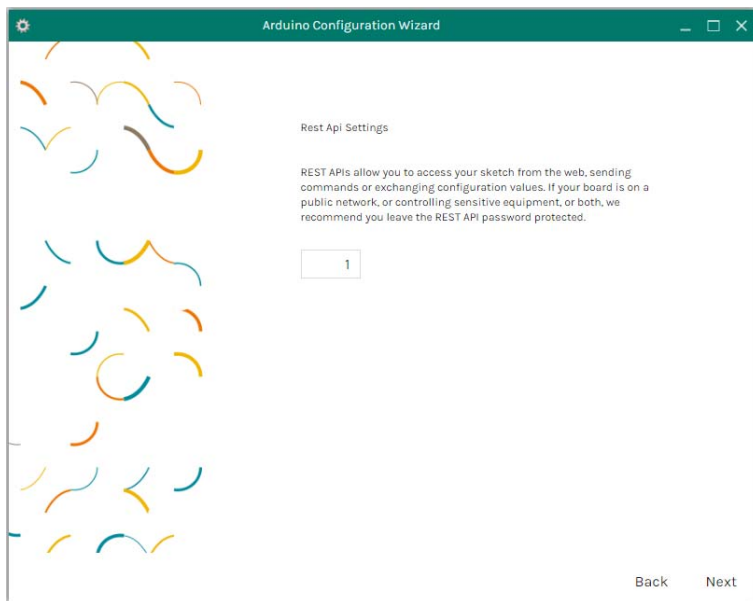 Arduino Configuration Wizard
Rest Api Settings
REST APIs allow you to access your sketch from the web, sending
commands or exchanging configuration values. If your board is on a
public network, or controlling sensitive equipment, or both, we
recommend you leave the REST API password protected.
1
Back Next